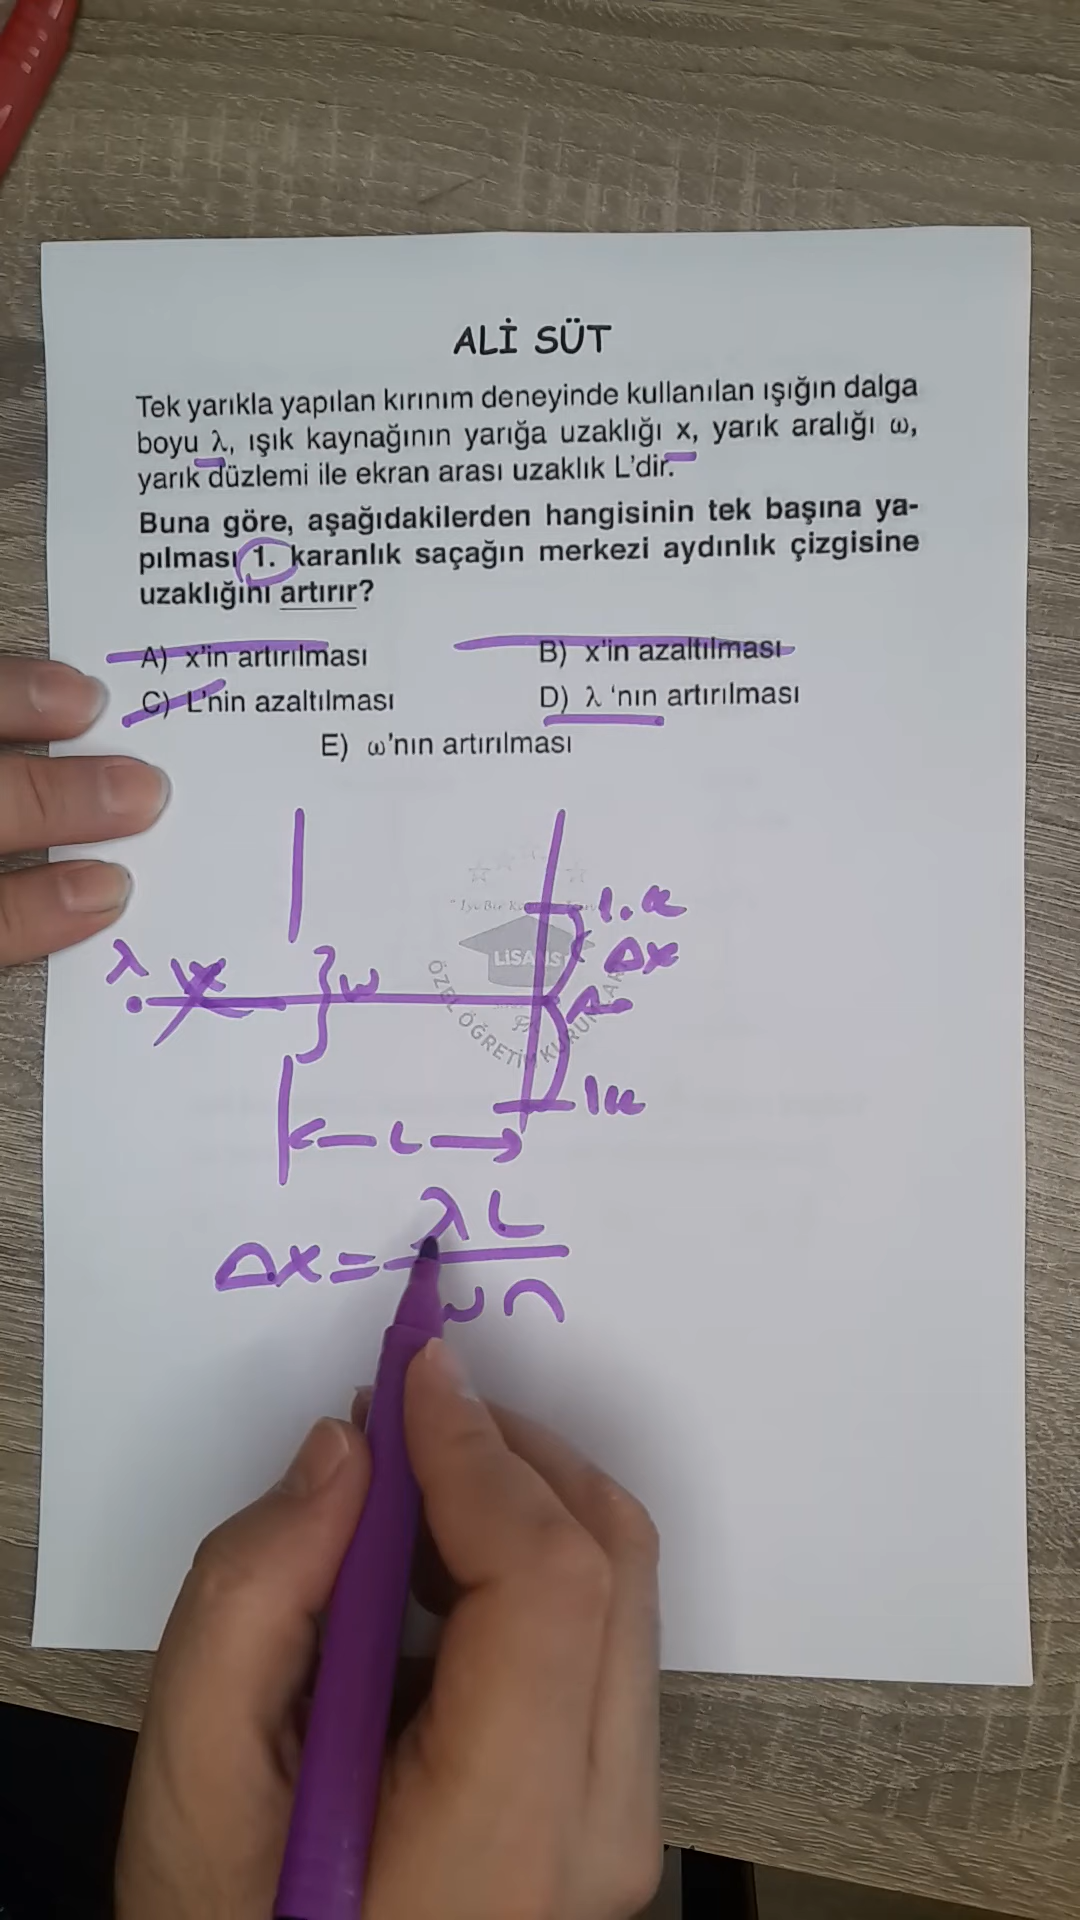 ALİ SÜT
Tek yarıkla yapılan kırınım deneyinde kullanılan ışığın dalga
boyu λ, ışık kaynağının yarığa uzaklığı x, yarık aralığı ω,
yarık düzlemi ile ekran arası uzaklık L'dir.
Buna göre, aşağıdakilerden hangisinin tek başına ya-
pılması 1. karanlık saçağın merkezi aydınlık çizgisine
uzaklığını artırır?
A) x'in artırılması
B) x'in azaltılması
C) L'nin azaltılması
D) λ 'nın artırılması
E) ω'nın artırılması
1.K
Δx
λ
x
ω
LİSANS
ÖZEL ÖĞRETİM KURUMLARI
1K
L
Δx = λL
ωn